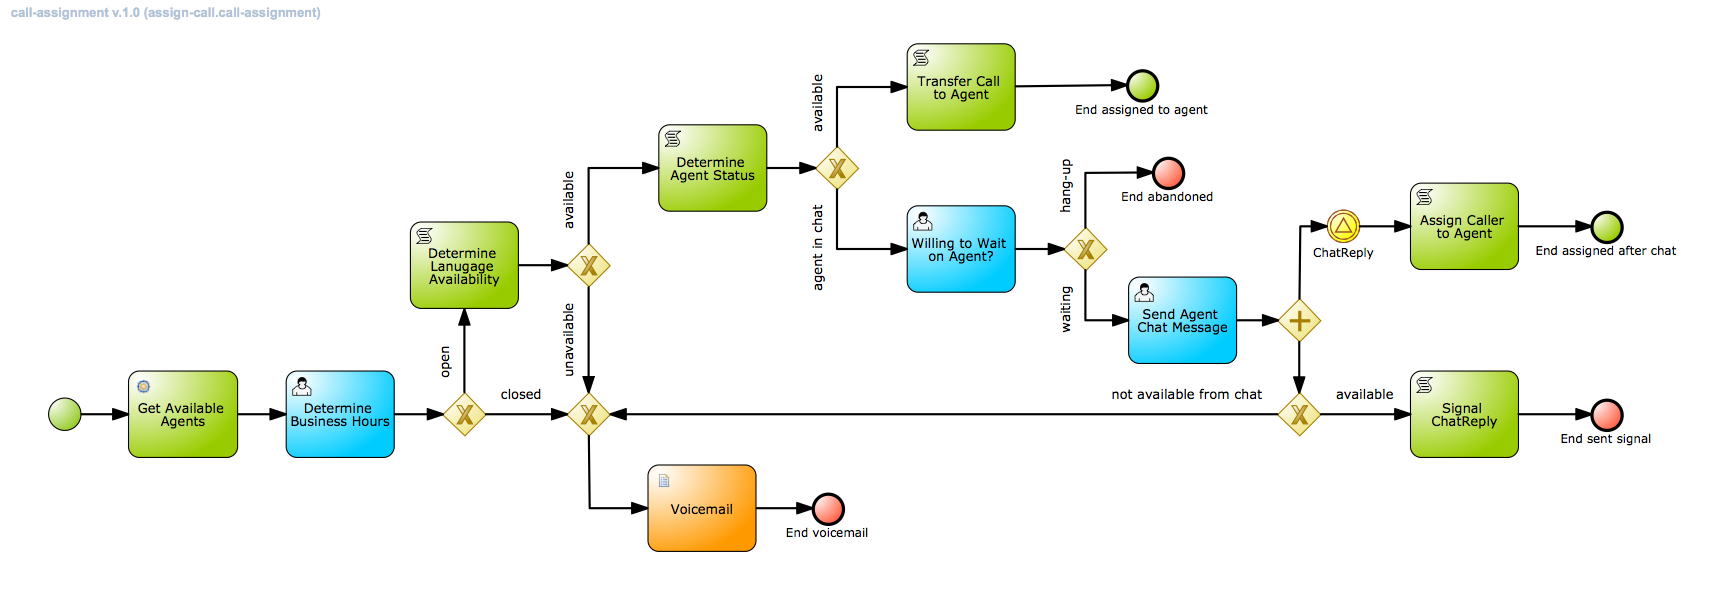 call-assignment v.1.0 (assign-call.call-assignment)
Transfer Call
to Agent
End assigned to agent
available
Determine
Agent Status
available
agent in chat
hang-up
End abandoned
Willing to Wait
on Agent?
waiting
ChatReply
Assign Caller
to Agent
End assigned after chat
Determine
Lanugage
Availability
unavailable
Send Agent
Chat Message
open
closed
not available from chat
available
Get Available
Agents
Determine
Business Hours
Signal
ChatReply
End sent signal
Voicemail
End voicemail